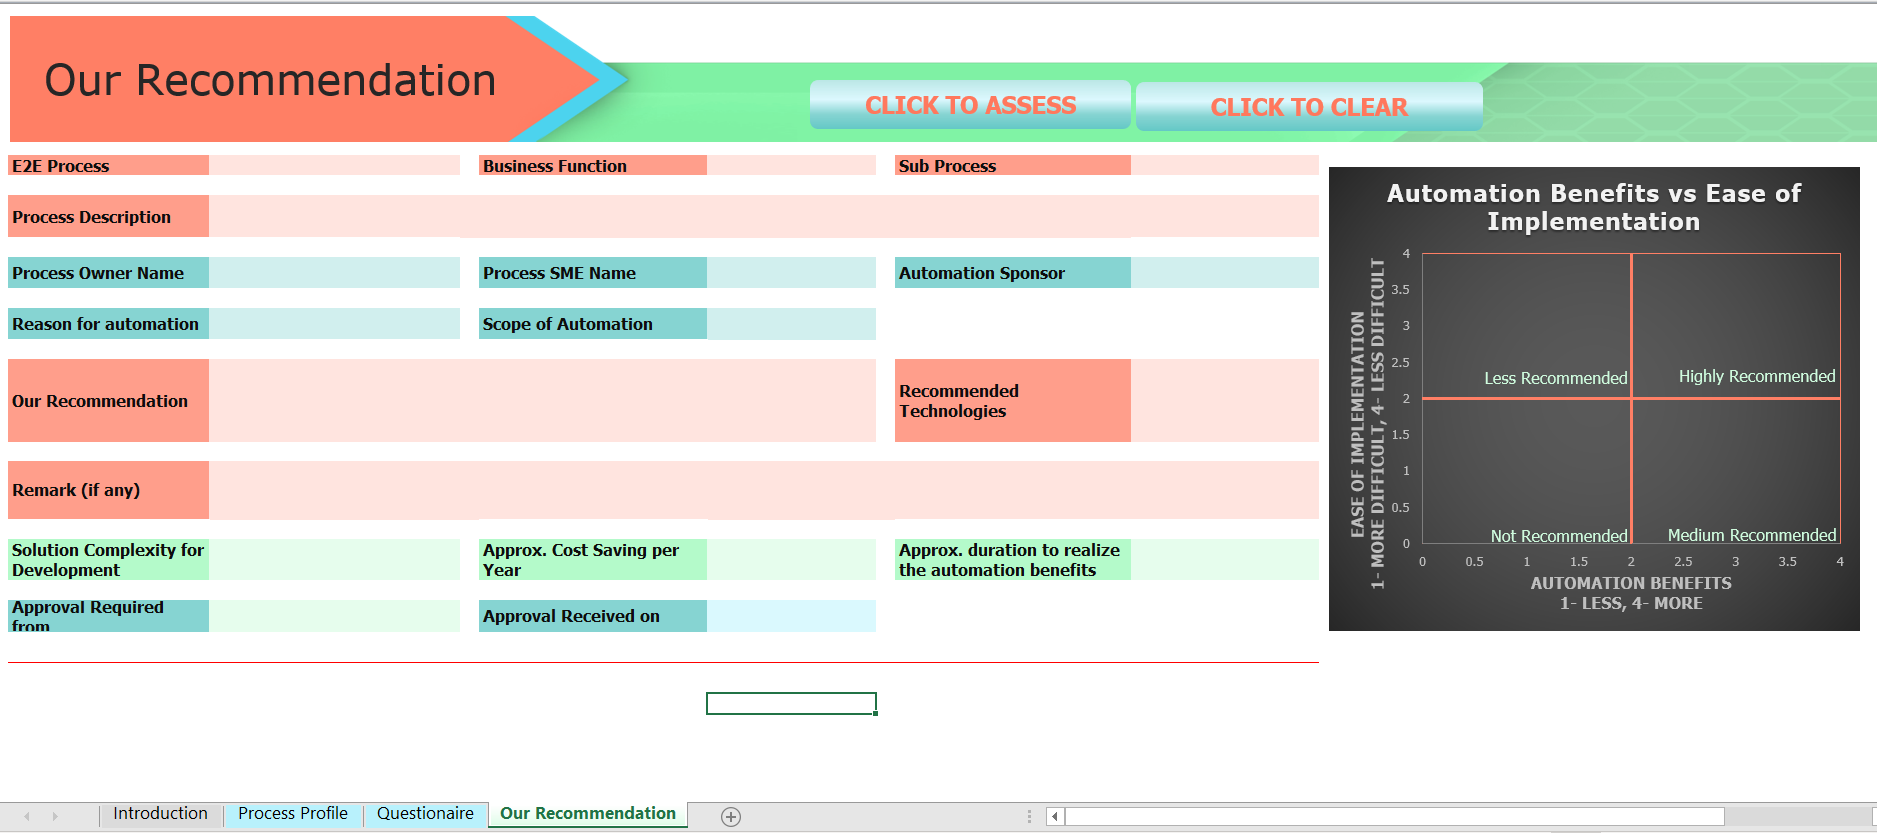 Our Recommendation
CLICK TO ASSESS
CLICK TO CLEAR
E2E Process
Business Function
Sub Process
Process Description
Process Owner Name
Process SME Name
Automation Sponsor
Reason for automation
Scope of Automation
Our Recommendation
Recommended
Technologies
Remark (if any)
Solution Complexity for
Development
Approx. Cost Saving per
Year
Approx. duration to realize
the automation benefits
Approval Required
from
Approval Received on
Automation Benefits vs Ease of
Implementation
EASE OF IMPLEMENTATION
1- MORE DIFFICULT, 4- LESS DIFFICULT
4
3.5
3
2.5
2
1.5
1
0.5
0
Less Recommended
Highly Recommended
Not Recommended
Medium Recommended
0 0.5 1 1.5 2 2.5 3 3.5 4
AUTOMATION BENEFITS
1- LESS, 4- MORE
Introduction
Process Profile
Questionaire
Our Recommendation